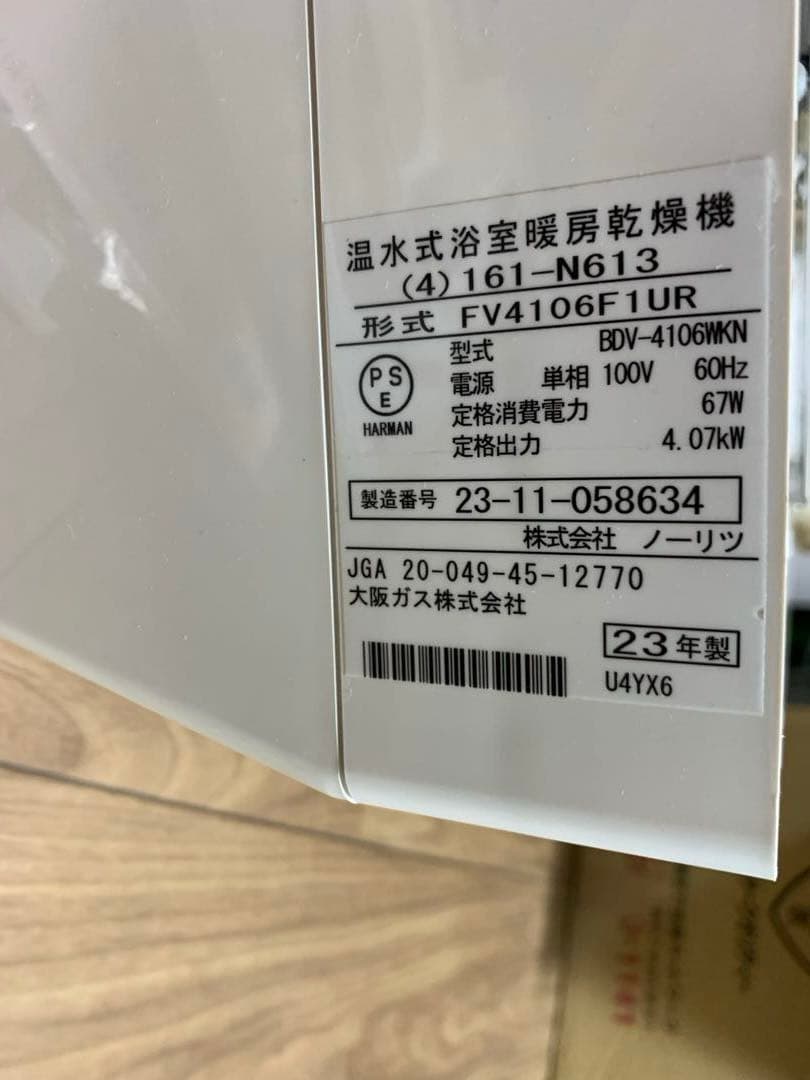 温水式浴室暖房乾燥機
(4)161-N613
形式 FV4106F1UR
PSE
HARMAN
型式 BDV-4106WKN
電源 単相 100V 60Hz
定格消費電力 67W
定格出力 4.07kW
製造番号 23-11-058634
株式会社 ノーリツ
JGA 20-049-45-12770
大阪ガス株式会社
23年製
U4YX6